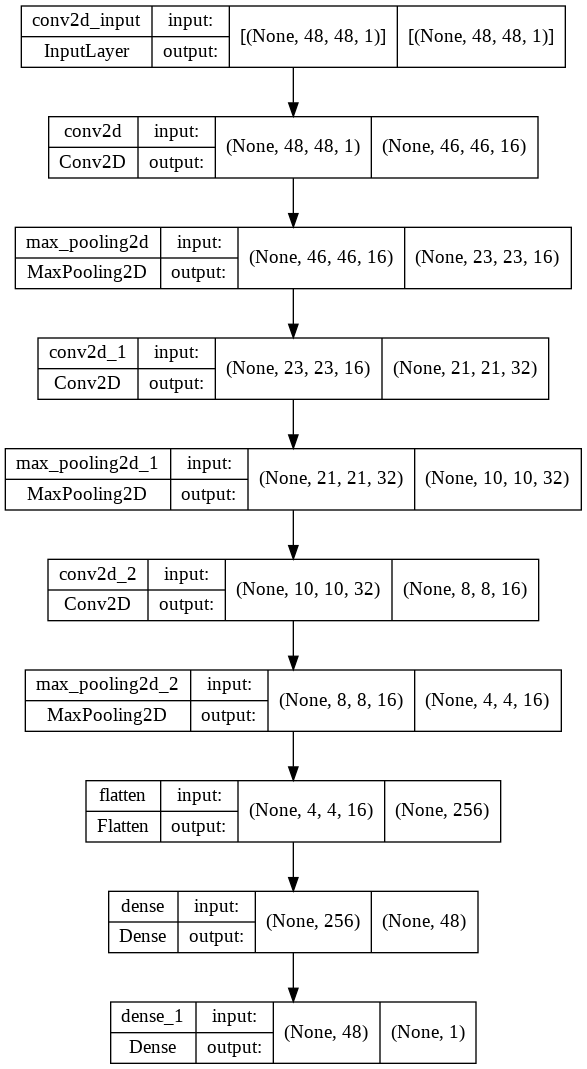 conv2d_input input: [(None, 48, 48, 1)] [(None, 48, 48, 1)]
InputLayer output:
conv2d input: (None, 48, 48, 1) (None, 46, 46, 16)
Conv2D output:
max_pooling2d input: (None, 46, 46, 16) (None, 23, 23, 16)
MaxPooling2D output:
conv2d_1 input: (None, 23, 23, 16) (None, 21, 21, 32)
Conv2D output:
max_pooling2d_1 input: (None, 21, 21, 32) (None, 10, 10, 32)
MaxPooling2D output:
conv2d_2 input: (None, 10, 10, 32) (None, 8, 8, 16)
Conv2D output:
max_pooling2d_2 input: (None, 8, 8, 16) (None, 4, 4, 16)
MaxPooling2D output:
flatten input: (None, 4, 4, 16) (None, 256)
Flatten output:
dense input: (None, 256) (None, 48)
Dense output:
dense_1 input: (None, 48) (None, 1)
Dense output: